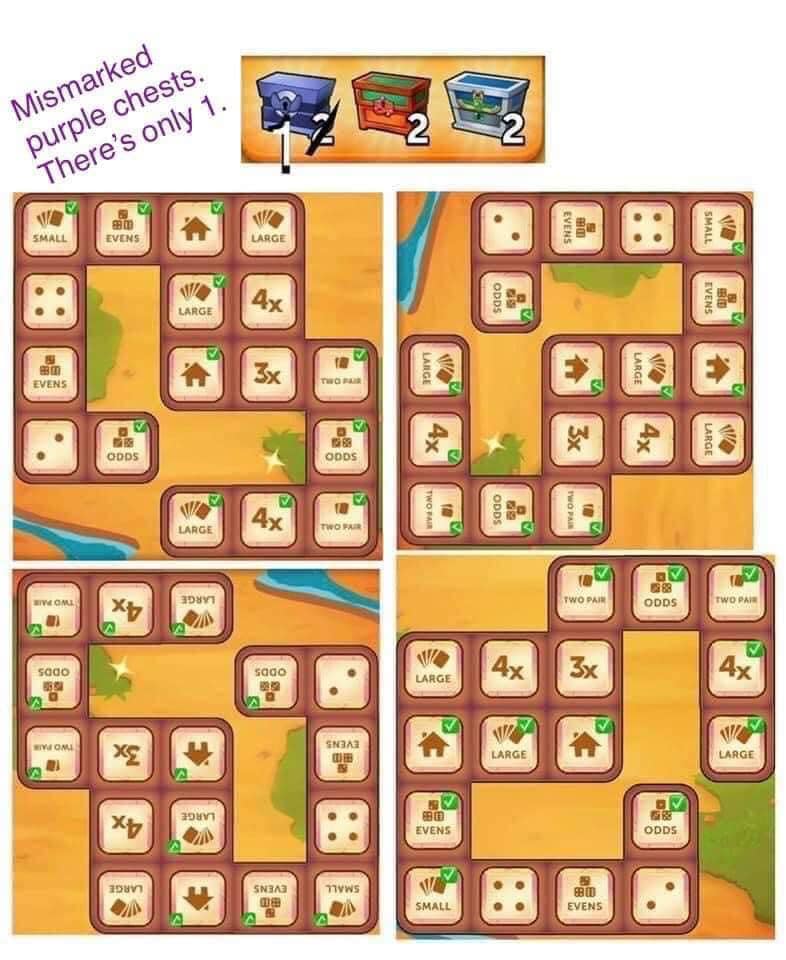 Mismarked
purple chests.
There's only 1.
1 2 2 2
SMALL EVENS LARGE
LARGE 4x
EVENS 3x TWO PAIR
ODDS ODDS
LARGE 4x TWO PAIR
EVENS SMALL
ODDS EVENS
LARGE LARGE
4x 3x 4x LARGE
TWO PAIR ODDS TWO PAIR
TWO PAIR 4x LARGE
ODDS ODDS
TWO PAIR 3x EVENS
4x LARGE
LARGE EVENS SMALL
TWO PAIR ODDS TWO PAIR
LARGE 4x 3x 4x
LARGE LARGE
EVENS ODDS
SMALL EVENS